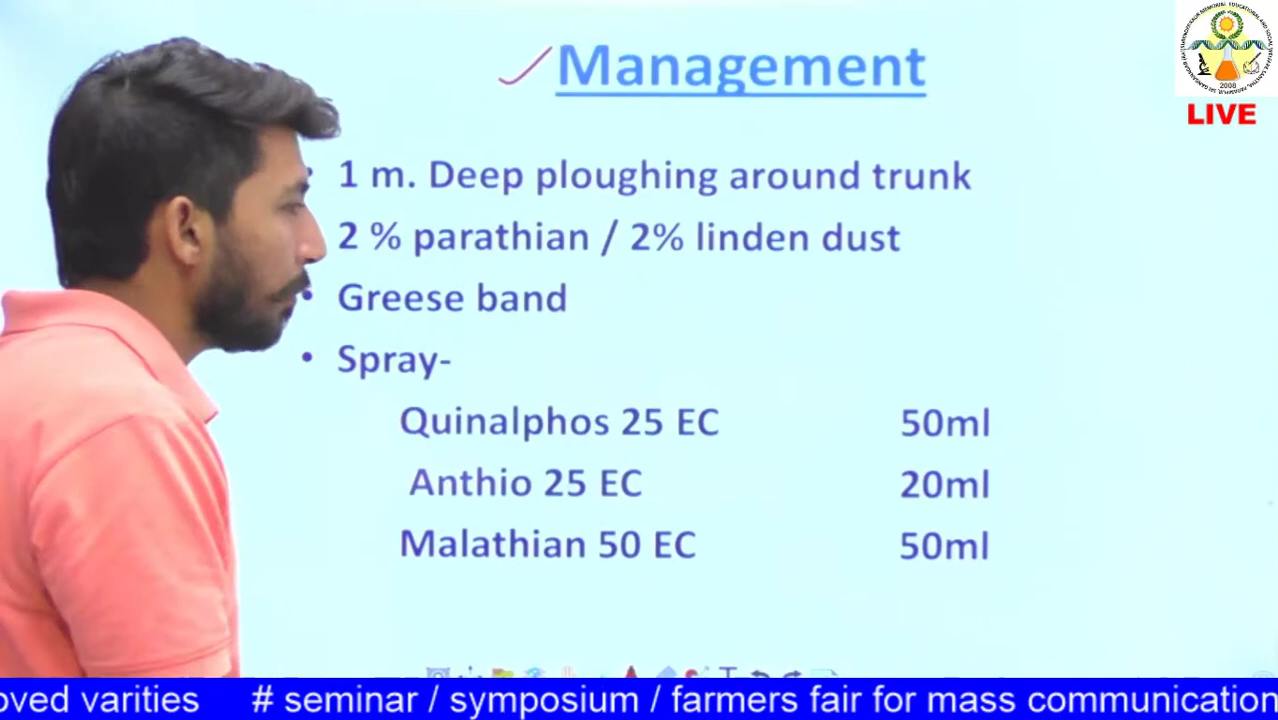 Management
1 m. Deep ploughing around trunk
2 % parathian / 2% linden dust
• Greese band
• Spray-
Quinalphos 25 EC 50ml
Anthio 25 EC 20ml
Malathian 50 EC 50ml
2008
LIVE
oved varities # seminar / symposium / farmers fair for mass communication